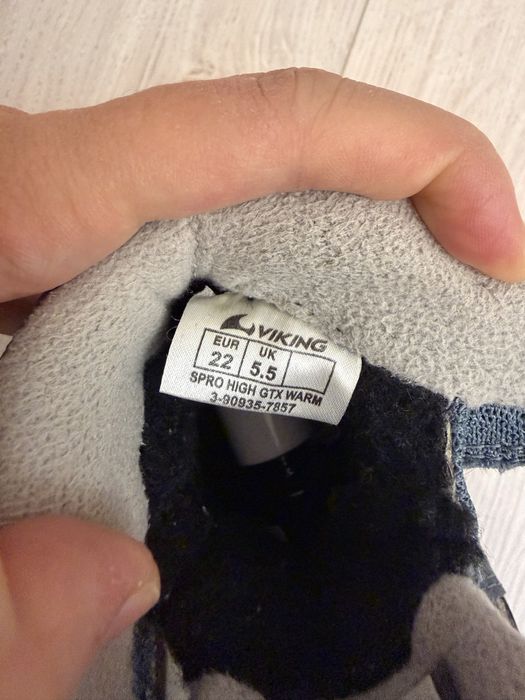 VIKING
EUR UK
22 5.5
SPRO HIGH GTX WARM
3-90935-7857